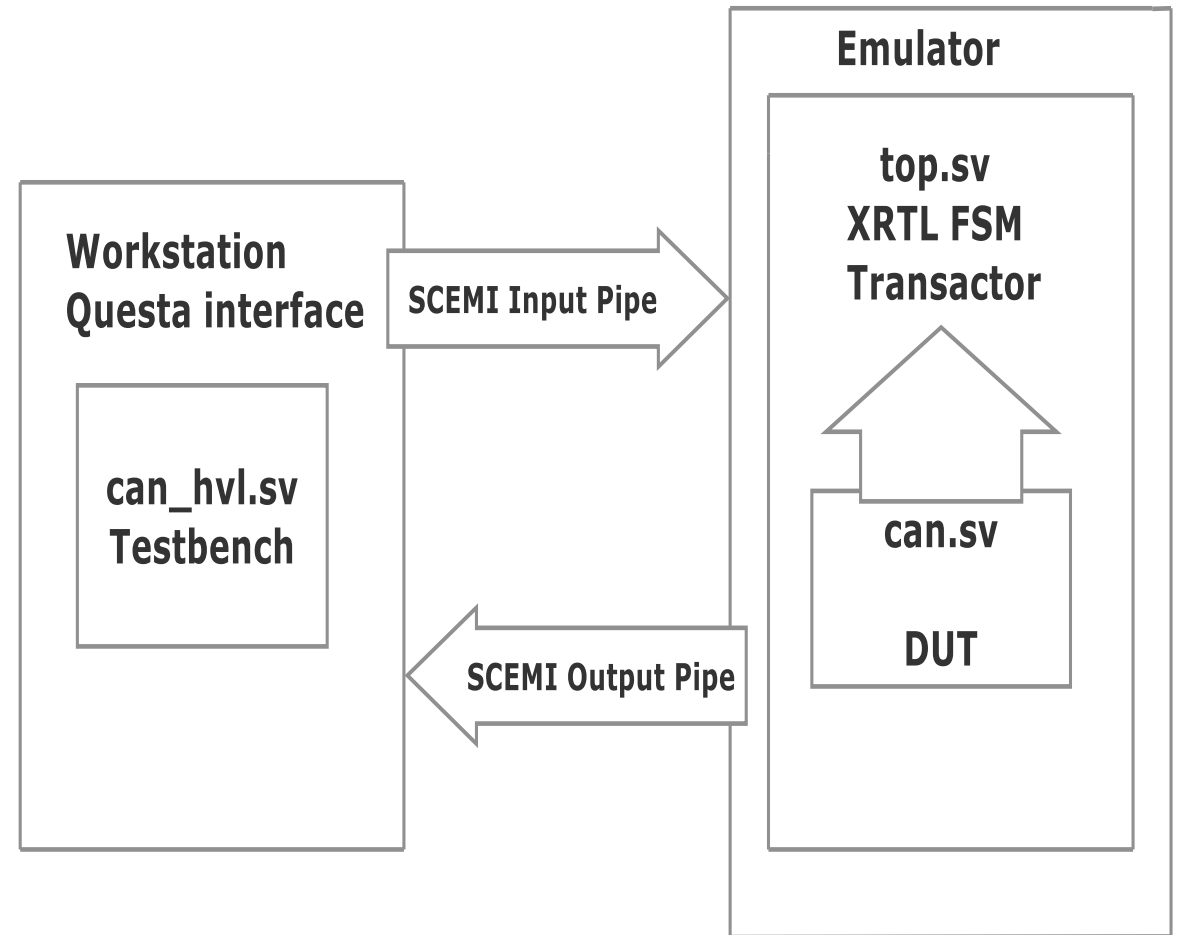 Emulator
top.sv
XRTL FSM
Transactor
Workstation
Questa interface
SCEMI Input Pipe
can_hvl.sv
Testbench
can.sv
DUT
SCEMI Output Pipe